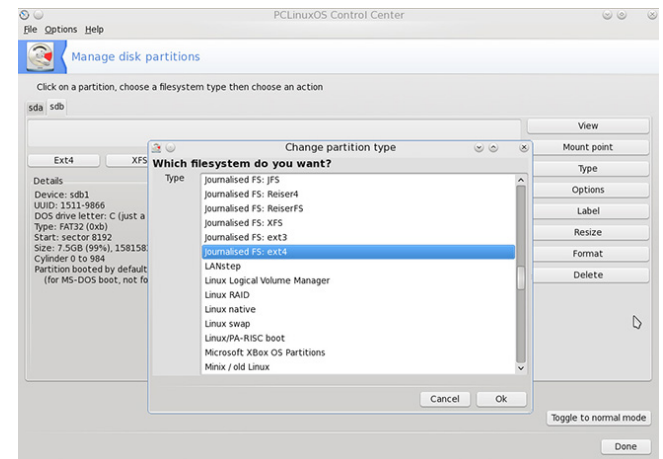 PCLinuxOS Control Center
File Options Help
Manage disk partitions
Click on a partition, choose a filesystem type then choose an action
sda sdb
View
Mount point
Type
Options
Label
Resize
Format
Delete
Ext4 XFS
Details
Device: sdb1
UUID: 1511-9866
DOS drive letter: C (just a
Type: FAT32 (0xb)
Start: sector 8192
Size: 7.5GB (99%), 158158
Cylinder 0 to 984
Partition booted by default
(for MS-DOS boot, not fo
Change partition type
Which filesystem do you want?
Type
Journalised FS: JFS
Journalised FS: Reiser4
Journalised FS: ReiserFS
Journalised FS: XFS
Journalised FS: ext3
Journalised FS: ext4
LANstep
Linux Logical Volume Manager
Linux RAID
Linux native
Linux swap
Linux/PA-RISC boot
Microsoft XBox OS Partitions
Minix / old Linux
Cancel Ok
Toggle to normal mode
Done